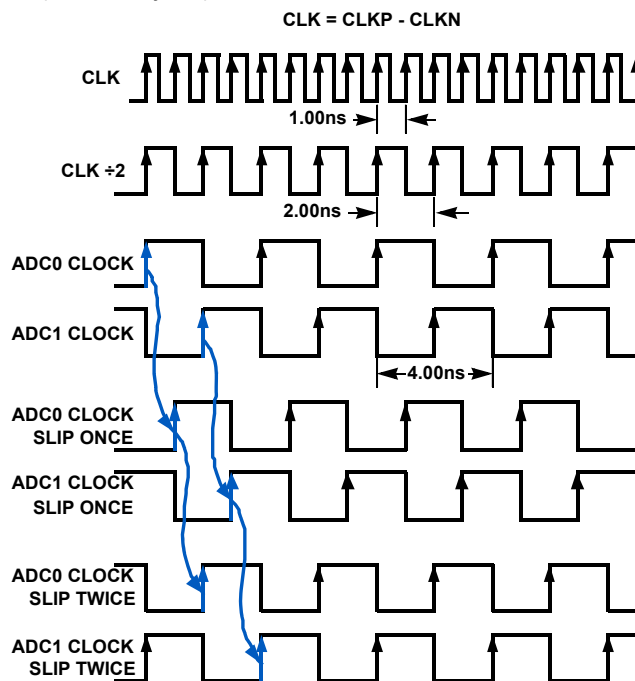 CLK = CLKP - CLKN
CLK
1.00ns
CLK ÷2
2.00ns
ADC0 CLOCK
ADC1 CLOCK
4.00ns
ADC0 CLOCK
SLIP ONCE
ADC1 CLOCK
SLIP ONCE
ADC0 CLOCK
SLIP TWICE
ADC1 CLOCK
SLIP TWICE